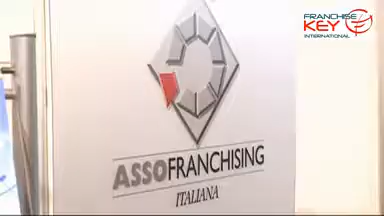 FRANCHISE
KEY
INTERNATIONAL
ASSOFRANCHISING
ITALIANA